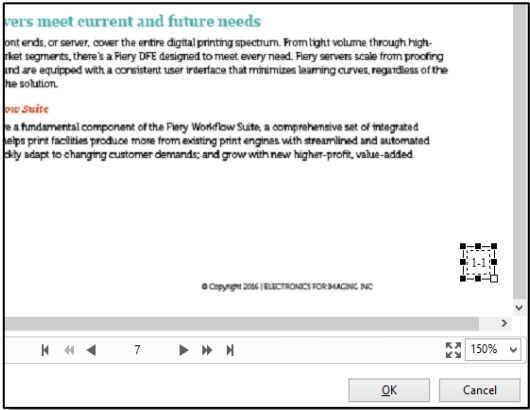 vers meet current and future needs
ont ends, or server, cover the entire digital printing spectrum. From light volume through high-
rket segments, there's a Fiery DFE designed to meet every need. Fiery servers scale from proofing
and are equipped with a consistent user interface that minimizes learning curves, regardless of the
the solution.
ow Suite
re a fundamental component of the Fiery Workflow Suite, a comprehensive set of integrated
helps print facilities produce more from existing print engines with streamlined and automated
ckly adapt to changing customer demands; and grow with new higher-profit, value-added
1-1
© Copyright 2016 | ELECTRONICS FOR IMAGING INC
7
150%
OK
Cancel